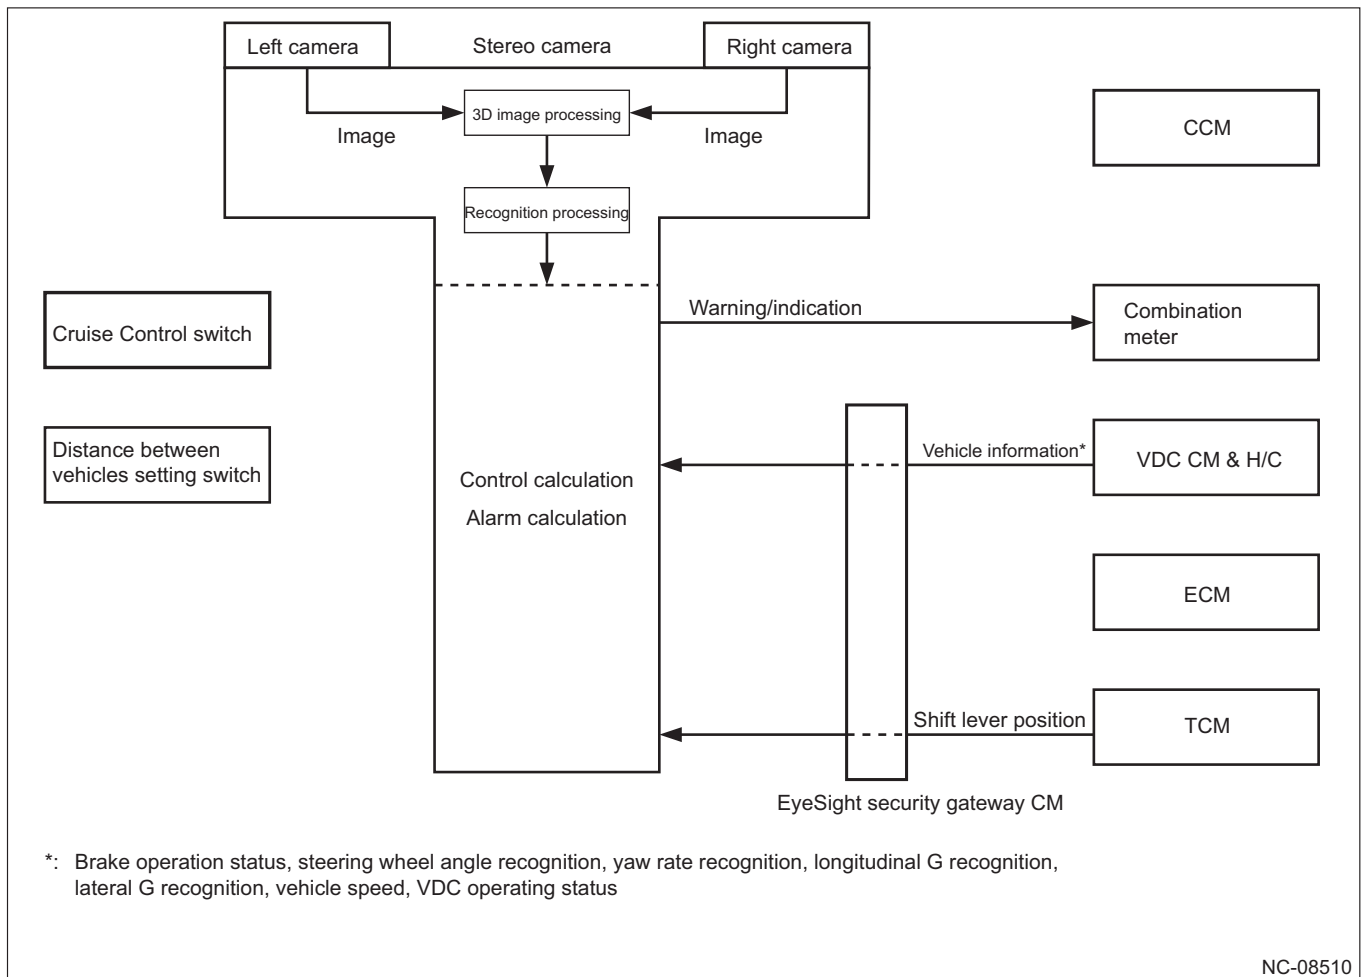 Left camera
Stereo camera
Right camera
3D image processing
Image
Image
CCM
Recognition processing
Warning/indication
Combination
meter
Cruise Control switch
Distance between
vehicles setting switch
Vehicle information*
VDC CM & H/C
Control calculation
Alarm calculation
ECM
Shift lever position
TCM
EyeSight security gateway CM
*: Brake operation status, steering wheel angle recognition, yaw rate recognition, longitudinal G recognition,
lateral G recognition, vehicle speed, VDC operating status
NC-08510